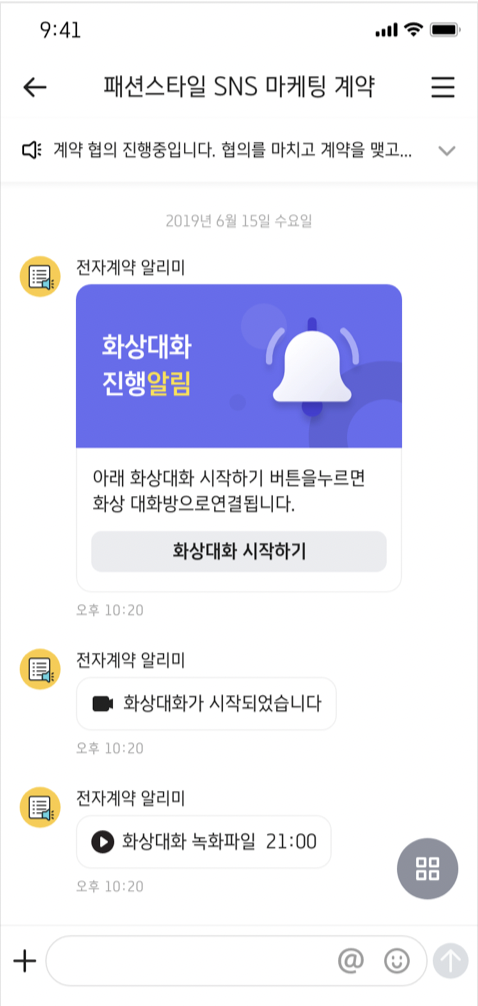 9:41
패션스타일 SNS 마케팅 계약
계약 협의 진행중입니다. 협의를 마치고 계약을 맺고...
2019년 6월 15일 수요일
전자계약 알리미
화상대화
진행알림
아래 화상대화 시작하기 버튼을누르면
화상 대화방으로연결됩니다.
화상대화 시작하기
오후 10:20
전자계약 알리미
화상대화가 시작되었습니다
오후 10:20
전자계약 알리미
화상대화 녹화파일 21:00
오후 10:20
@